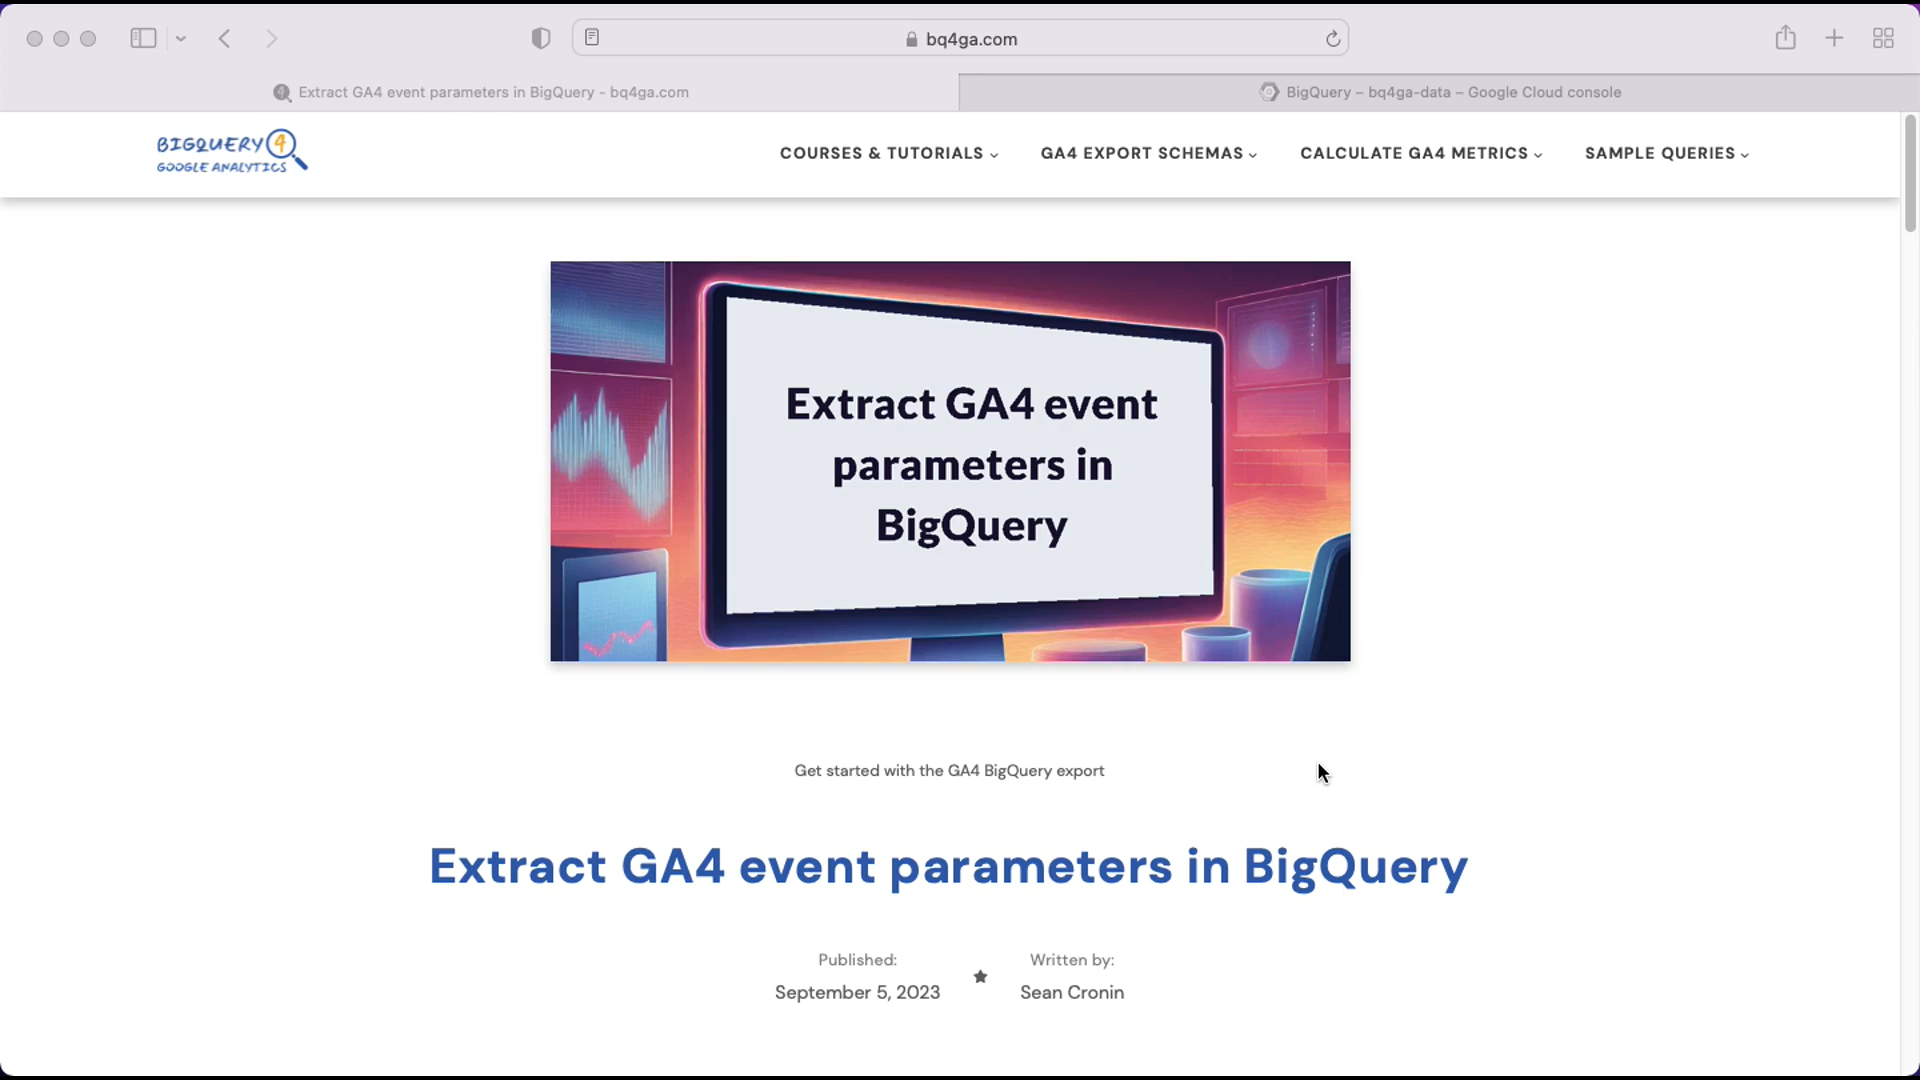 bq4ga.com
Extract GA4 event parameters in BigQuery - bq4ga.com
BigQuery – bq4ga-data – Google Cloud console
BIGQUERY 4
GOOGLE ANALYTICS
COURSES & TUTORIALS
GA4 EXPORT SCHEMAS
CALCULATE GA4 METRICS
SAMPLE QUERIES
Extract GA4 event
parameters in
BigQuery
Get started with the GA4 BigQuery export
Extract GA4 event parameters in BigQuery
Published:
September 5, 2023
Written by:
Sean Cronin